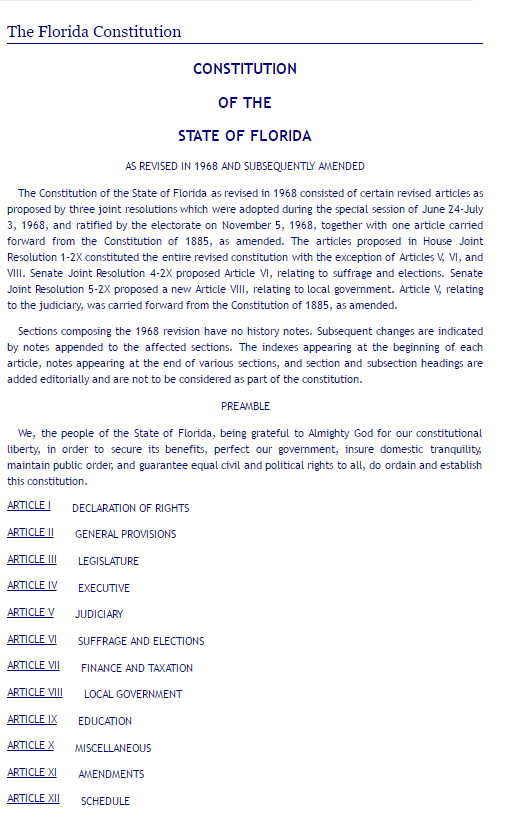 The Florida Constitution
CONSTITUTION
OF THE
STATE OF FLORIDA
AS REVISED IN 1968 AND SUBSEQUENTLY AMENDED
The Constitution of the State of Florida as revised in 1968 consisted of certain revised articles as
proposed by three joint resolutions which were adopted during the special session of June 24-July
3, 1968, and ratified by the electorate on November 5, 1968, together with one article carried
forward from the Constitution of 1885, as amended. The articles proposed in House Joint
Resolution 1-2X constituted the entire revised constitution with the exception of Articles V, VI, and
VIII. Senate Joint Resolution 4-2X proposed Article VI, relating to suffrage and elections. Senate
Joint Resolution 5-2X proposed a new Article VIII, relating to local government. Article V, relating
to the judiciary, was carried forward from the Constitution of 1885, as amended.
Sections composing the 1968 revision have no history notes. Subsequent changes are indicated
by notes appended to the affected sections. The indexes appearing at the beginning of each
article, notes appearing at the end of various sections, and section and subsection headings are
added editorially and are not to be considered as part of the constitution.
PREAMBLE
We, the people of the State of Florida, being grateful to Almighty God for our constitutional
liberty, in order to secure its benefits, perfect our government, insure domestic tranquility,
maintain public order, and guarantee equal civil and political rights to all, do ordain and establish
this constitution.
ARTICLE I DECLARATION OF RIGHTS
ARTICLE II GENERAL PROVISIONS
ARTICLE III LEGISLATURE
ARTICLE IV EXECUTIVE
ARTICLE V JUDICIARY
ARTICLE VI SUFFRAGE AND ELECTIONS
ARTICLE VII FINANCE AND TAXATION
ARTICLE VIII LOCAL GOVERNMENT
ARTICLE IX EDUCATION
ARTICLE X MISCELLANEOUS
ARTICLE XI AMENDMENTS
ARTICLE XII SCHEDULE